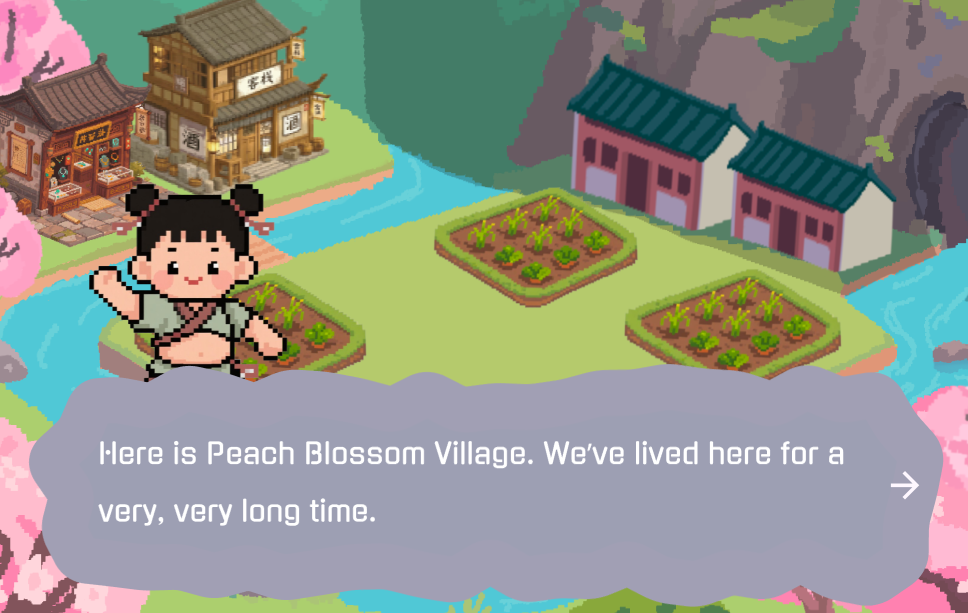 客栈
酒
酒
Here is Peach Blossom Village. We've lived here for a
very, very long time.